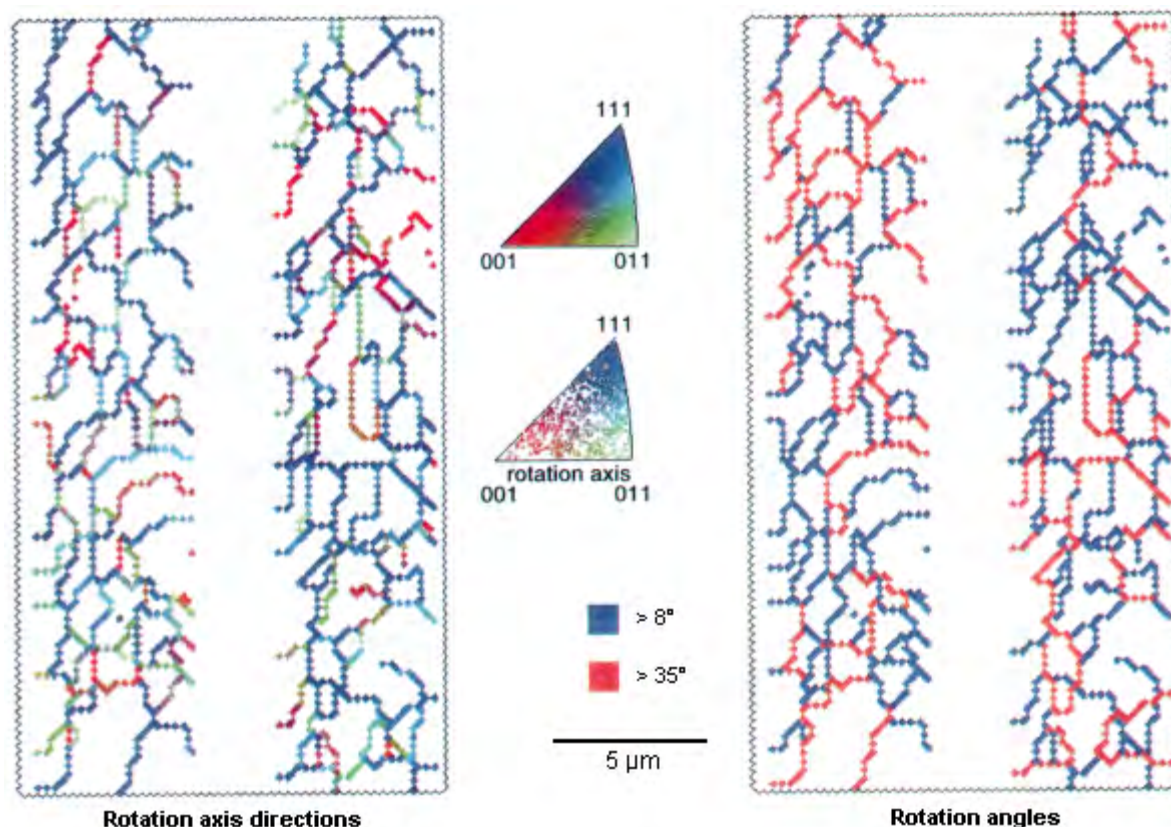 111
001 011
111
rotation axis
001 011
> 8°
> 35°
5 µm
Rotation axis directions
Rotation angles